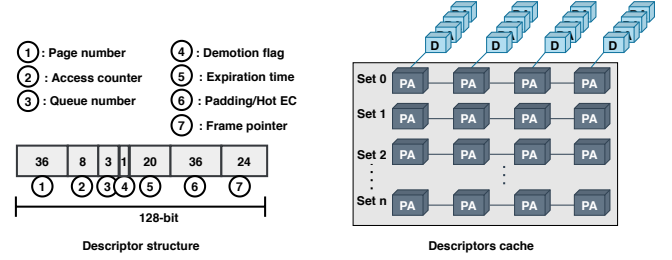 1 : Page number
2 : Access counter
3 : Queue number
4 : Demotion flag
5 : Expiration time
6 : Padding/Hot EC
7 : Frame pointer
36 8 3 1 20 36 24
1 2 3 4 5 6 7
128-bit
Descriptor structure
D D D D
Set 0 PA PA PA PA
Set 1 PA PA PA PA
Set 2 PA PA PA PA
Set n PA PA PA PA
Descriptors cache